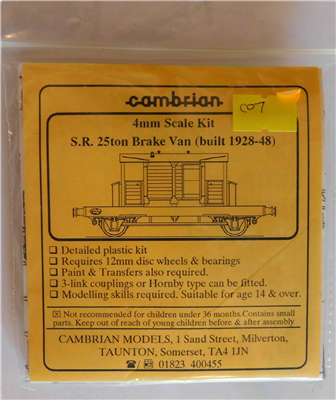 cambrian
C07
4mm Scale Kit
S.R. 25ton Brake Van (built 1928-48)
❑ Detailed plastic kit
❑ Requires 12mm disc wheels & bearings
❑ Paint & Transfers also required.
❑ 3-link couplings or Hornby type can be fitted.
❑ Modelling skills required. Suitable for age 14 & over.
☒ Not recommended for children under 36 months.Contains small
parts. Keep out of reach of young children before & after assembly
CAMBRIAN MODELS, 1 Sand Street, Milverton,
TAUNTON, Somerset, TA4 1JN
☎/📠 01823 400455